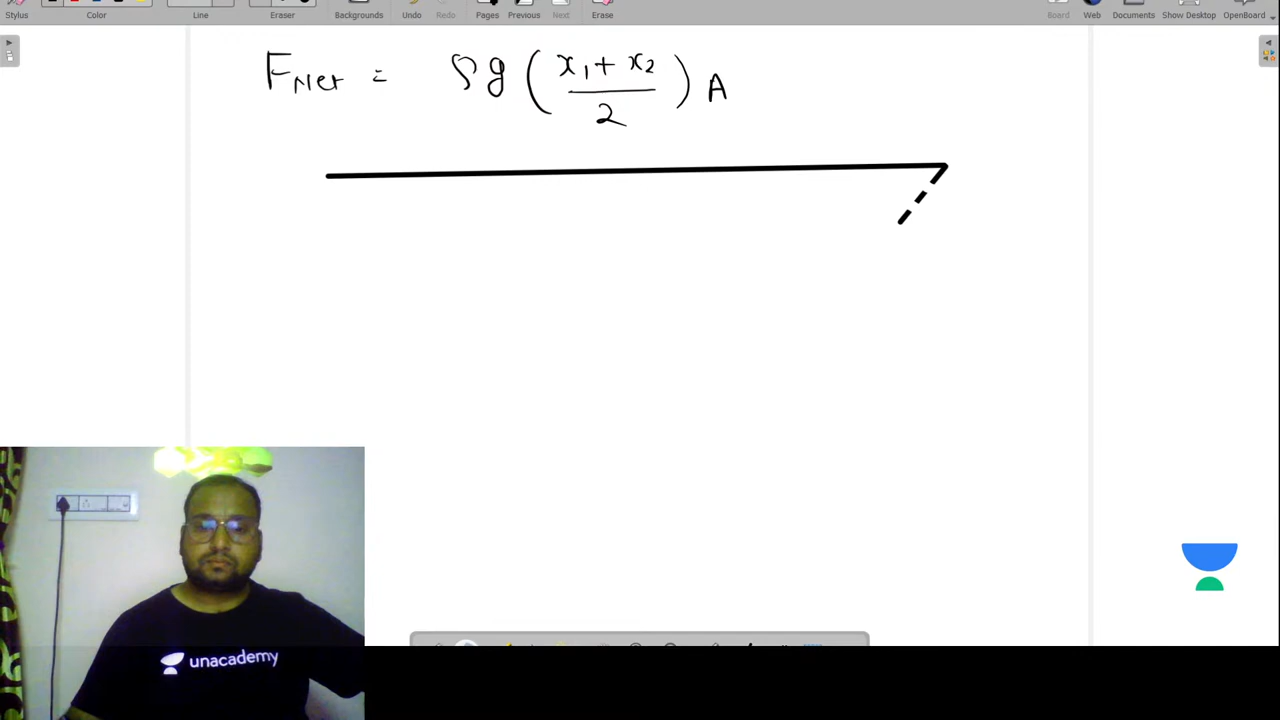 Stylus Color Line Eraser Backgrounds Undo Redo Pages Previous Next Erase Board Web Documents Show Desktop OpenBoard
F_Net = ρg ( (x₁ + x₂) / 2 ) A
unacademy